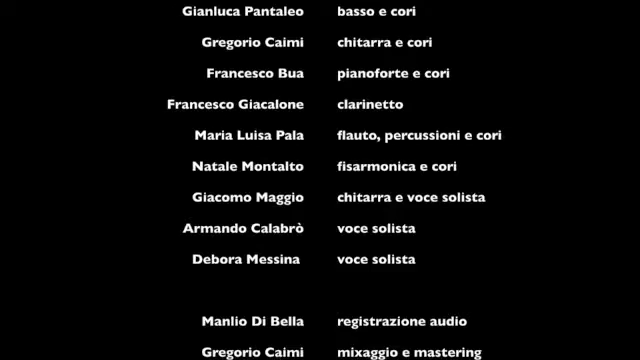 Gianluca Pantaleo basso e cori
Gregorio Caimi chitarra e cori
Francesco Bua pianoforte e cori
Francesco Giacalone clarinetto
Maria Luisa Pala flauto, percussioni e cori
Natale Montalto fisarmonica e cori
Giacomo Maggio chitarra e voce solista
Armando Calabrò voce solista
Debora Messina voce solista
Manlio Di Bella registrazione audio
Gregorio Caimi mixaggio e mastering